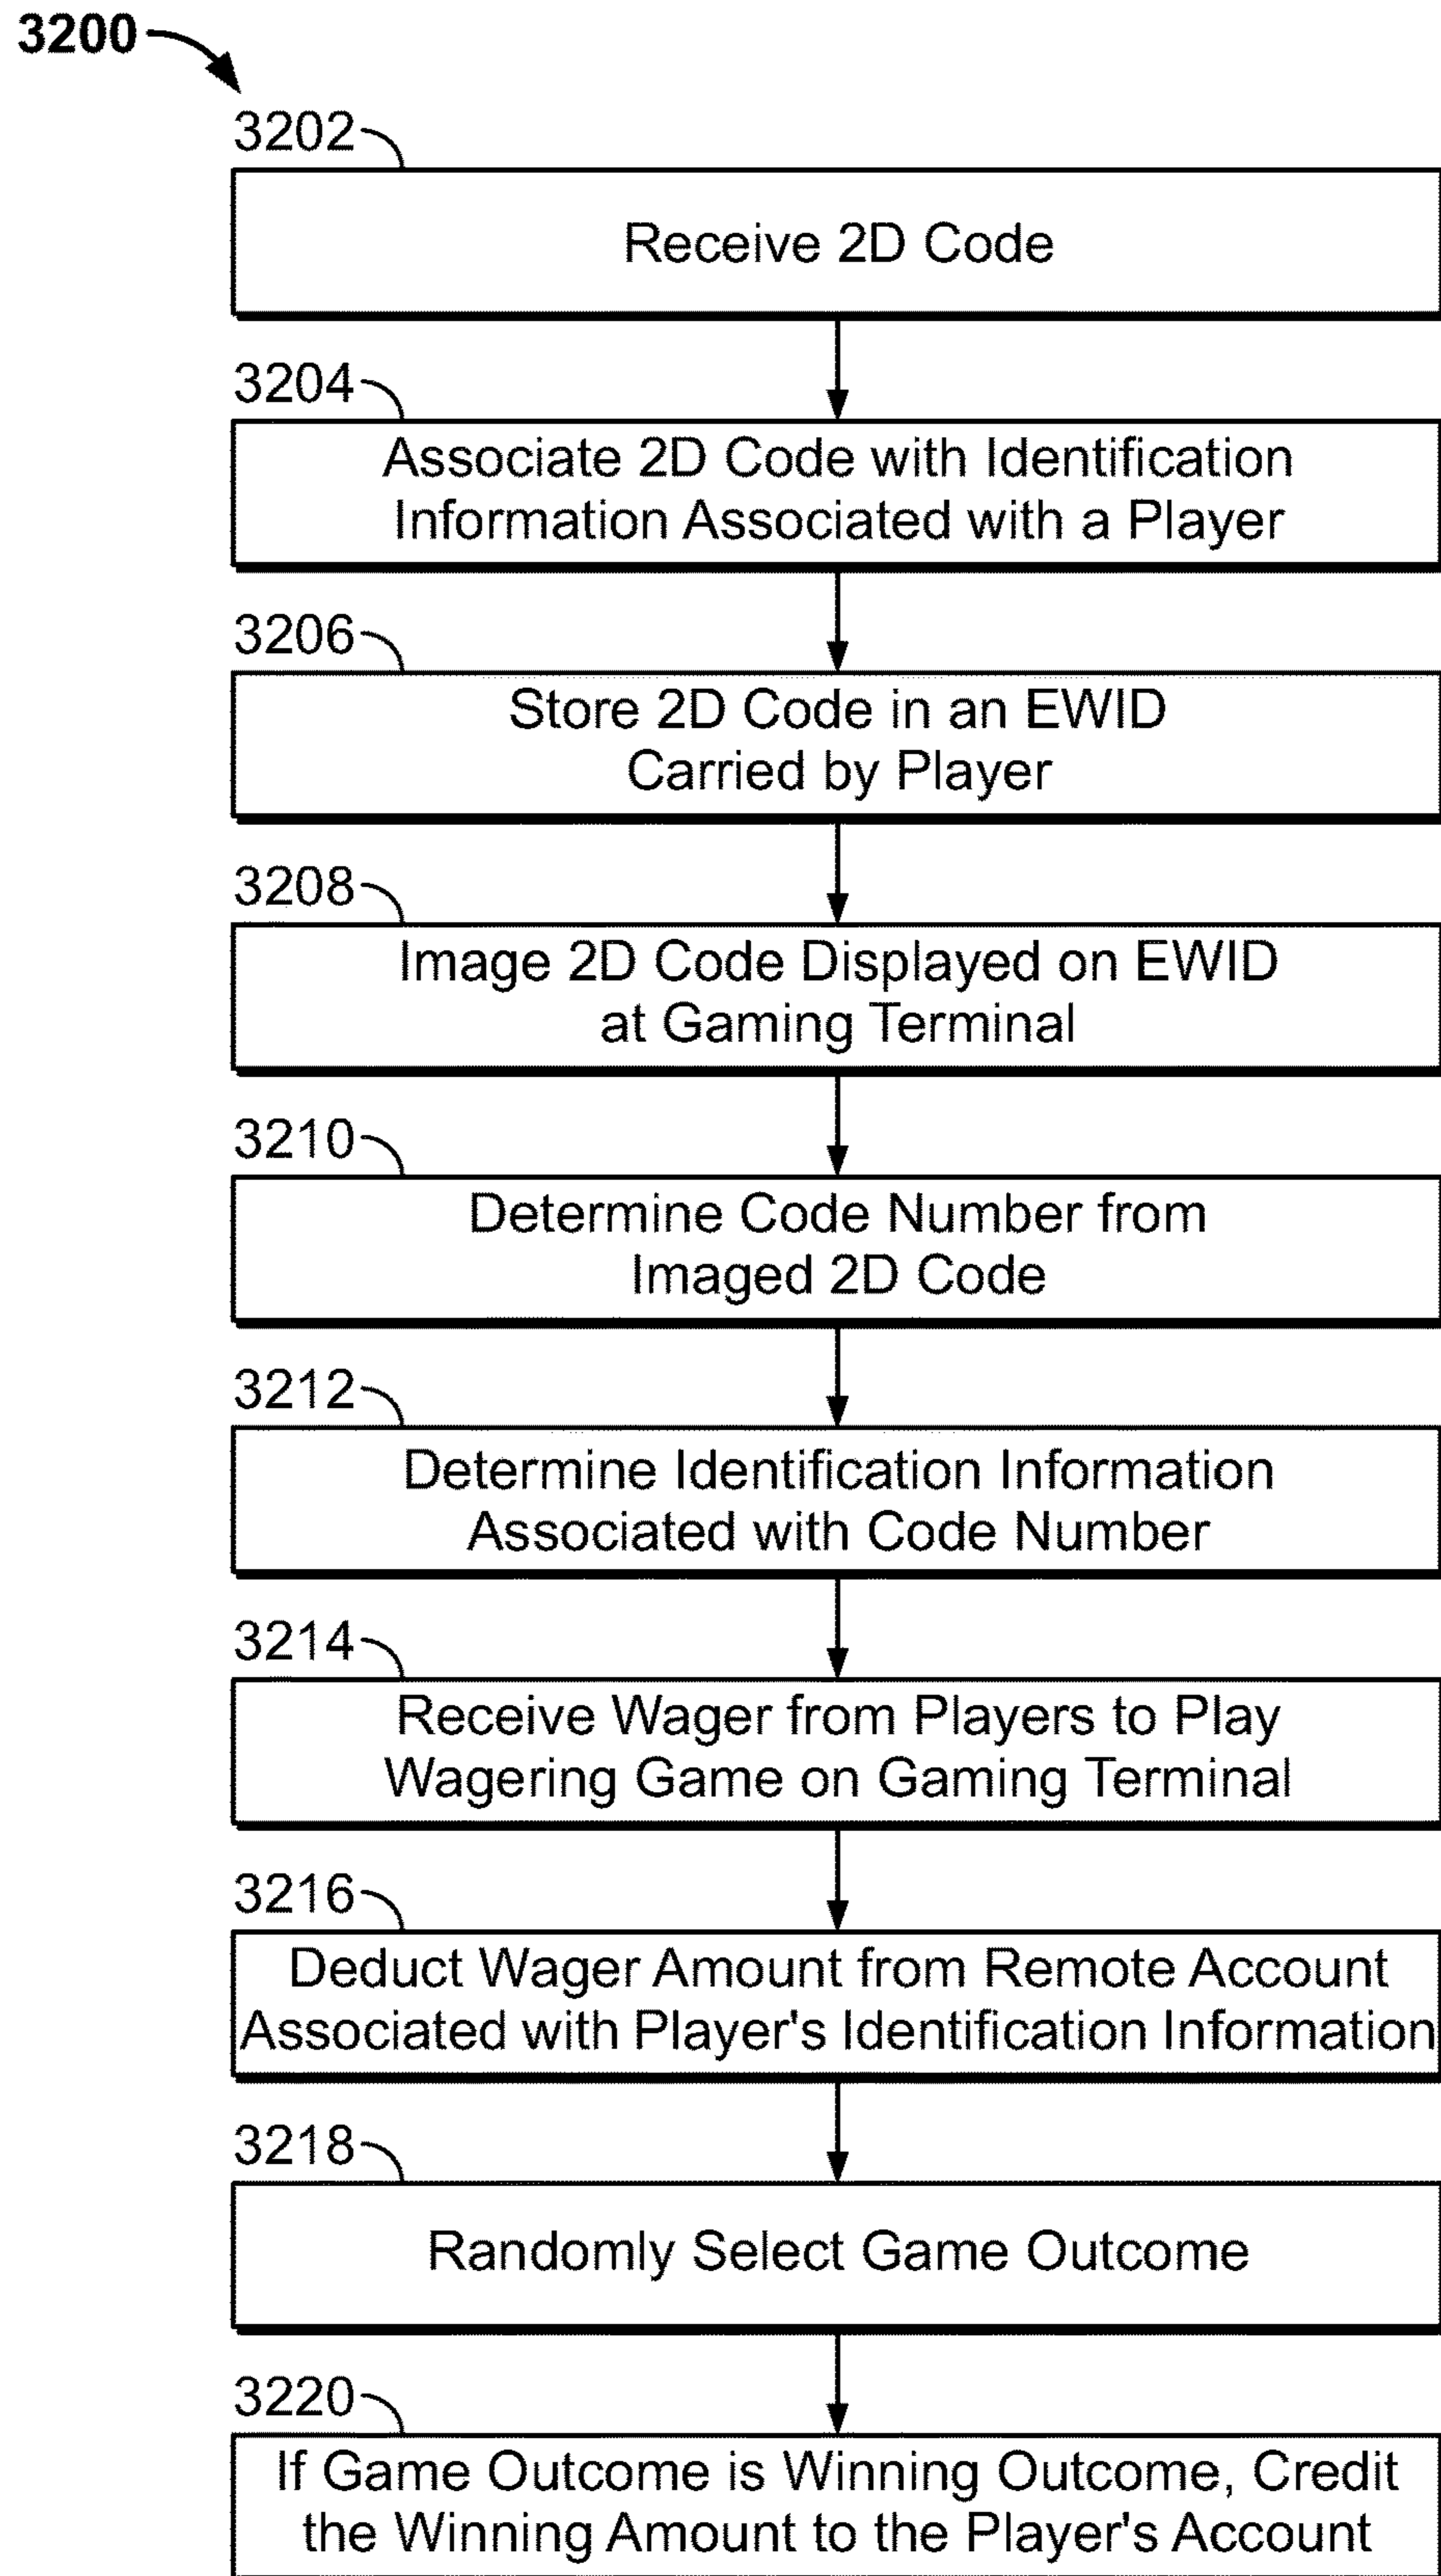 3200
3202
Receive 2D Code
3204
Associate 2D Code with Identification
Information Associated with a Player
3206
Store 2D Code in an EWID
Carried by Player
3208
Image 2D Code Displayed on EWID
at Gaming Terminal
3210
Determine Code Number from
Imaged 2D Code
3212
Determine Identification Information
Associated with Code Number
3214
Receive Wager from Players to Play
Wagering Game on Gaming Terminal
3216
Deduct Wager Amount from Remote Account
Associated with Player's Identification Information
3218
Randomly Select Game Outcome
3220
If Game Outcome is Winning Outcome, Credit
the Winning Amount to the Player's Account